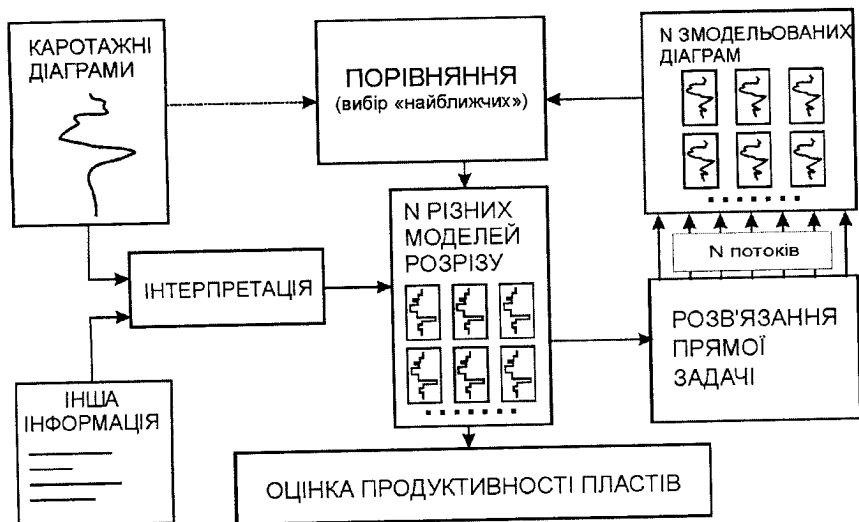 КАРОТАЖНІ
ДІАГРАМИ
ПОРІВНЯННЯ
(вибір «найближчих»)
N ЗМОДЕЛЬОВАНИХ
ДІАГРАМ
N РІЗНИХ
МОДЕЛЕЙ
РОЗРІЗУ
N потоків
ІНТЕРПРЕТАЦІЯ
РОЗВ'ЯЗАННЯ
ПРЯМОЇ
ЗАДАЧІ
ІНША
ІНФОРМАЦІЯ
ОЦІНКА ПРОДУКТИВНОСТІ ПЛАСТІВ